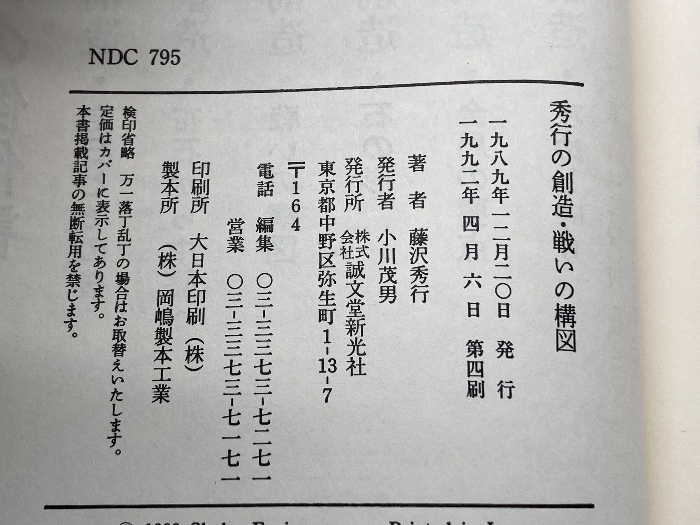 NDC 795
秀行の創造・戦いの構図
一九八九年一二月二〇日 発 行
一九九二年 四 月 六 日 第四刷
著 者 藤沢秀行
発行者 小川茂男
発行所 株式会社誠文堂新光社
東京都中野区弥生町1-13-7
〒164
電話 編集 〇三-三三七三-七二七一
営業 〇三-三三七三-七一七一
印刷所 大日本印刷(株)
製本所 (株)岡嶋製本工業
検印省略 万一落丁乱丁の場合はお取替えいたします。
定価はカバーに表示してあります。
本書掲載記事の無断転用を禁じます。